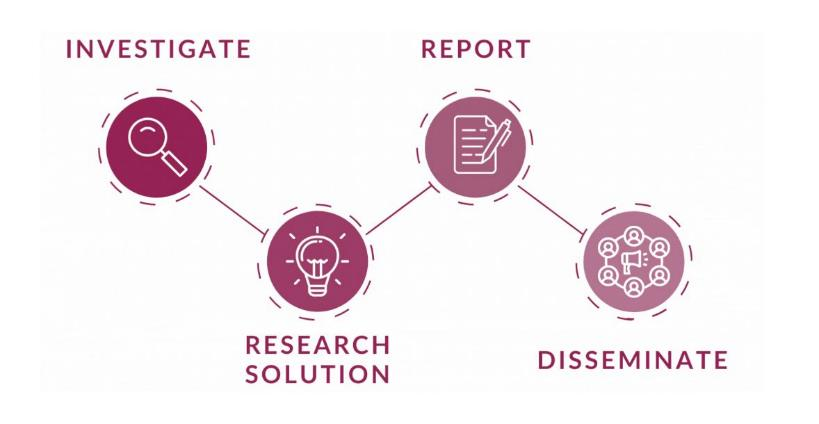 INVESTIGATE
RESEARCH
SOLUTION
REPORT
DISSEMINATE